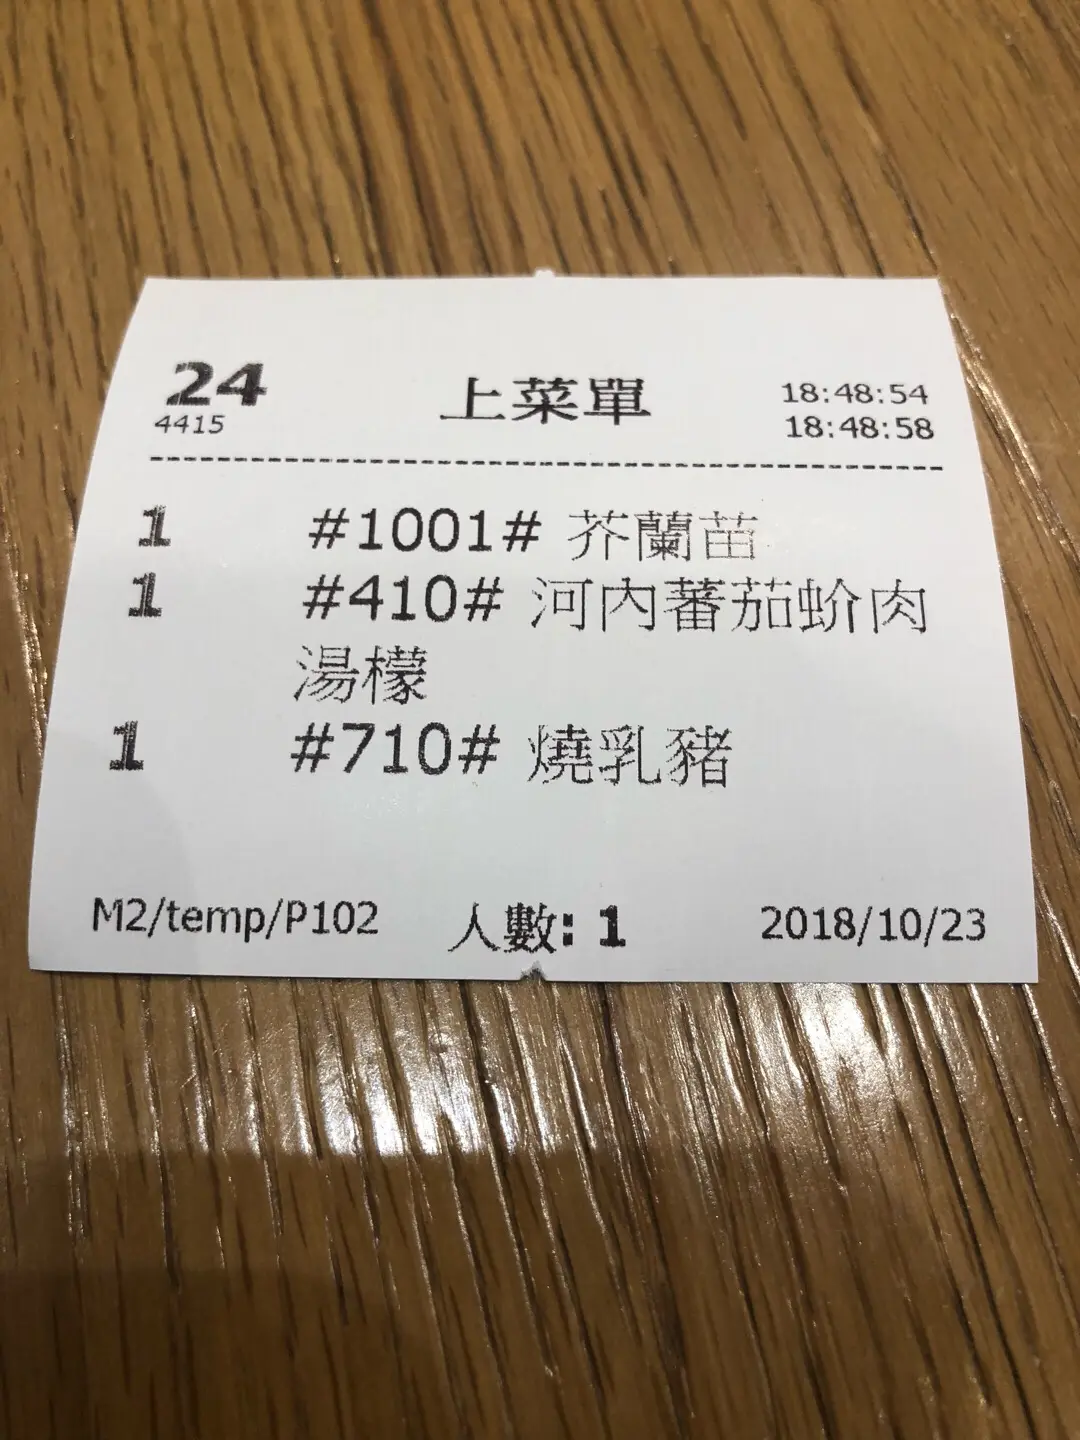 24 上菜單 18:48:54
4415 18:48:58
--------------------------------------------------
1 #1001# 芥蘭苗
1 #410# 河內蕃茄蚧肉
湯檬
1 #710# 燒乳豬
M2/temp/P102 人數: 1 2018/10/23